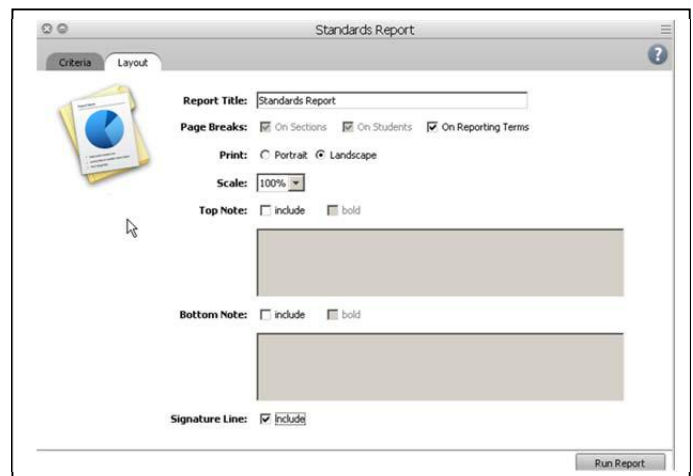 Standards Report
?
Criteria Layout
Report Title: Standards Report
Page Breaks: On Sections On Students On Reporting Terms
Print: Portrait Landscape
Scale: 100%
Top Note: include bold
Bottom Note: include bold
Signature Line: Include
Run Report